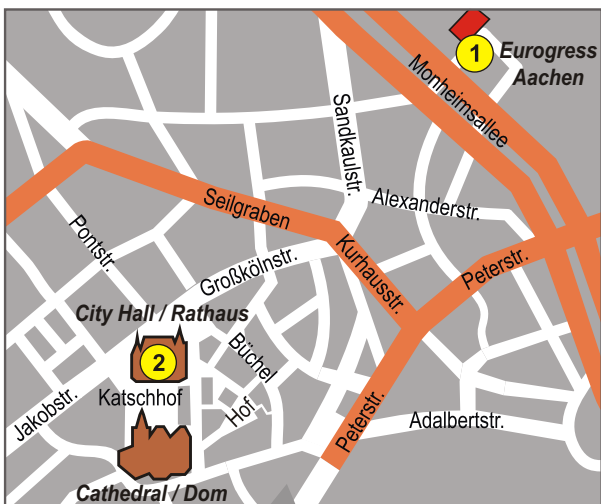 1
Eurogress
Aachen
Monheimsallee
Sandkaulstr.
Alexanderstr.
Seilgraben
Pontstr.
Kurhausstr.
Peterstr.
Großkölnstr.
City Hall / Rathaus
2
Büchel
Katschhof
Hof
Jakobstr.
Peterstr.
Adalbertstr.
Cathedral / Dom